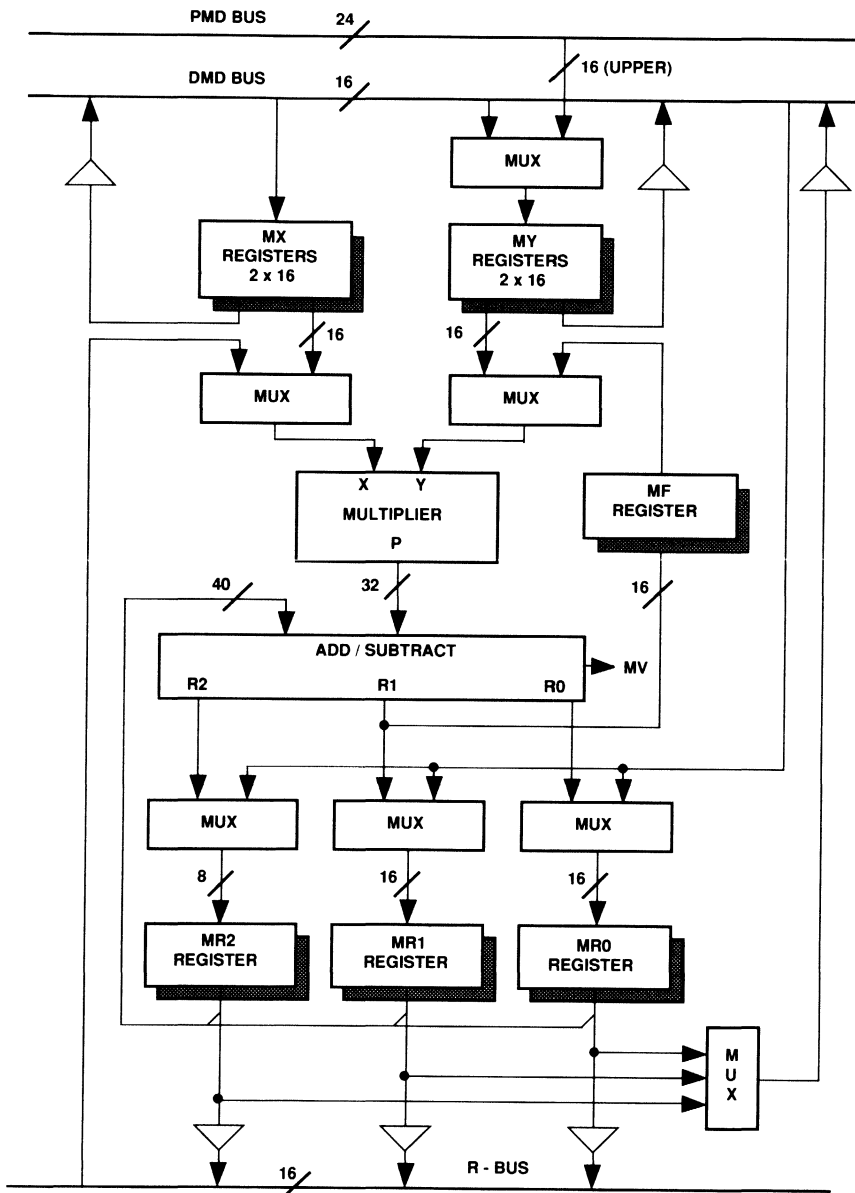 PMD BUS 24
16 (UPPER)
DMD BUS 16
MUX
MX
REGISTERS
2 x 16
MY
REGISTERS
2 x 16
16
16
MUX
MUX
X Y
MULTIPLIER
P
MF
REGISTER
40
32
16
ADD / SUBTRACT
MV
R2 R1 R0
MUX
MUX
MUX
8
16
16
MR2
REGISTER
MR1
REGISTER
MR0
REGISTER
M
U
X
R - BUS
16